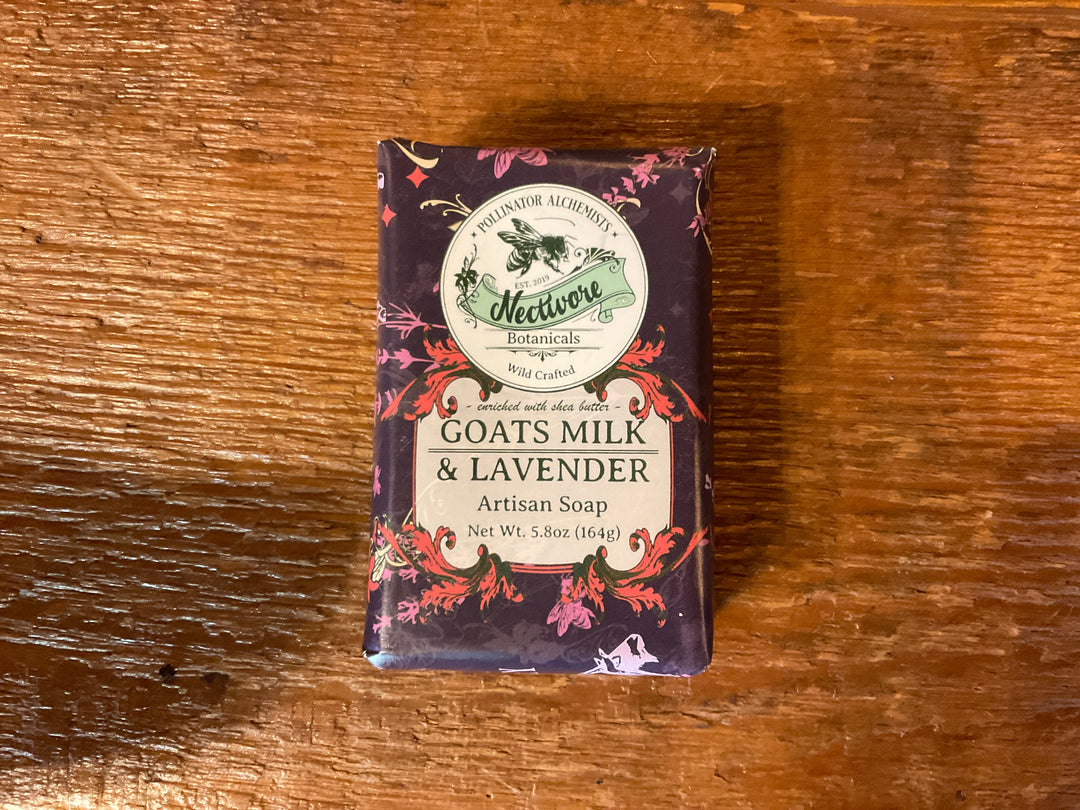 POLLINATOR ALCHEMISTS
EST. 2019
Nectivore
Botanicals
Wild Crafted
- enriched with shea butter -
GOATS MILK
& LAVENDER
Artisan Soap
Net Wt. 5.8oz (164g)